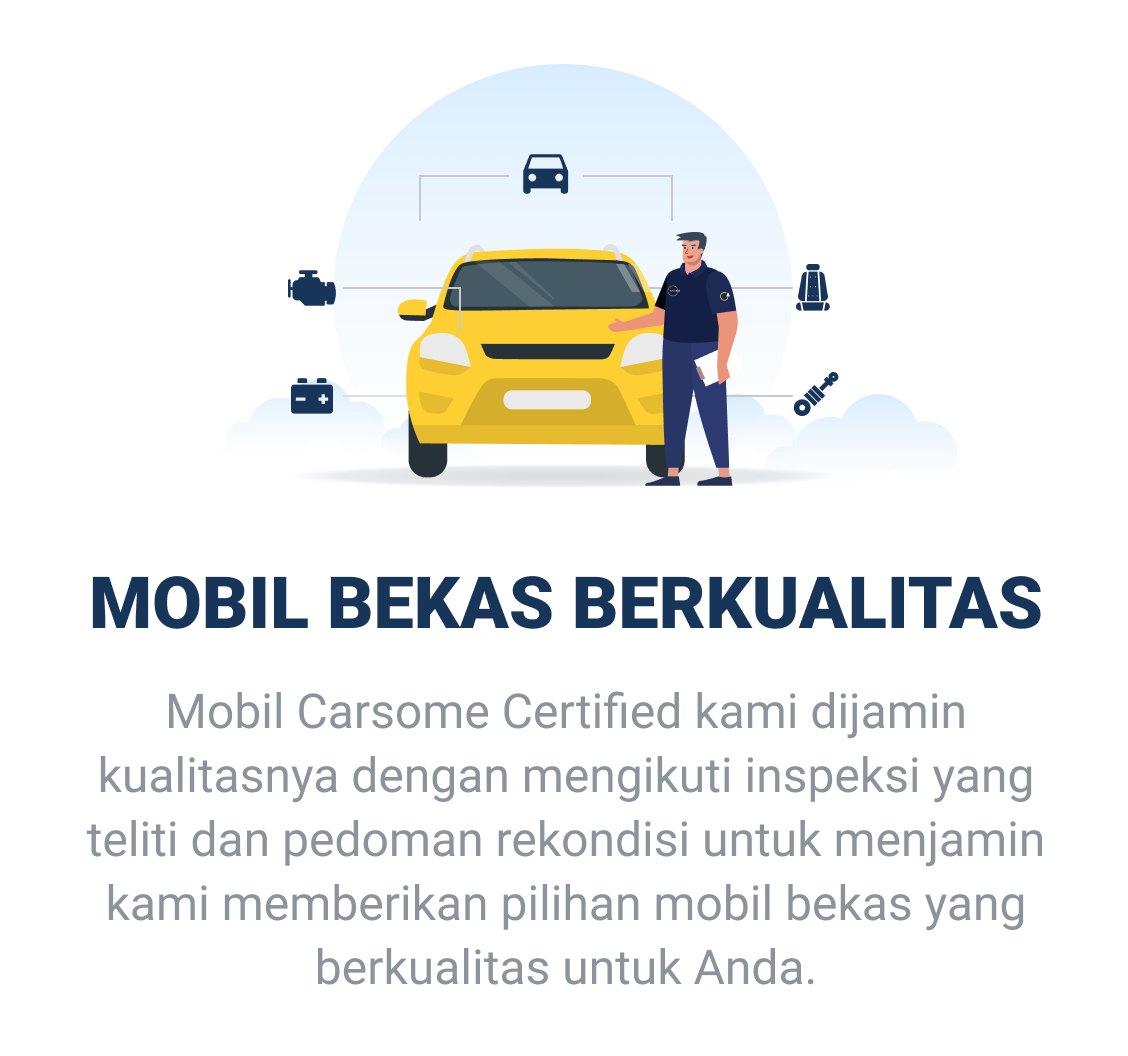 MOBIL BEKAS BERKUALITAS
Mobil Carsome Certified kami dijamin
kualitasnya dengan mengikuti inspeksi yang
teliti dan pedoman rekondisi untuk menjamin
kami memberikan pilihan mobil bekas yang
berkualitas untuk Anda.